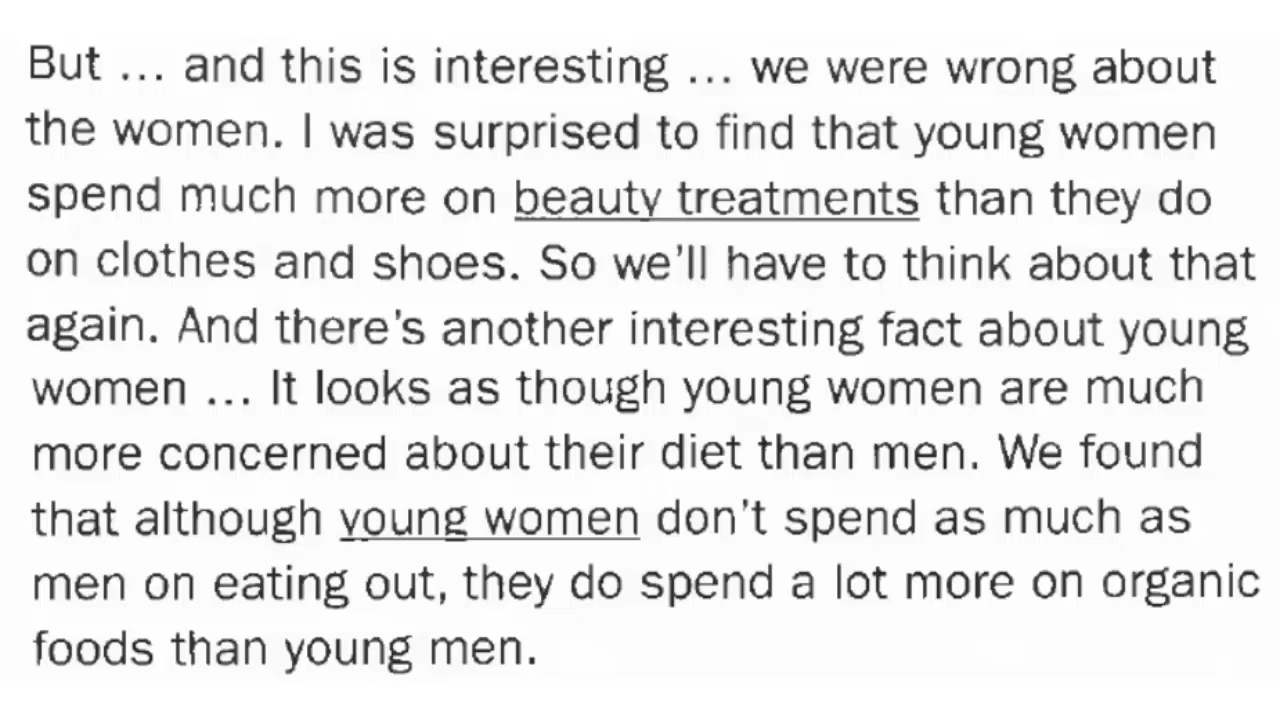 But ... and this is interesting ... we were wrong about
the women. I was surprised to find that young women
spend much more on beauty treatments than they do
on clothes and shoes. So we'll have to think about that
again. And there's another interesting fact about young
women ... It looks as though young women are much
more concerned about their diet than men. We found
that although young women don't spend as much as
men on eating out, they do spend a lot more on organic
foods than young men.